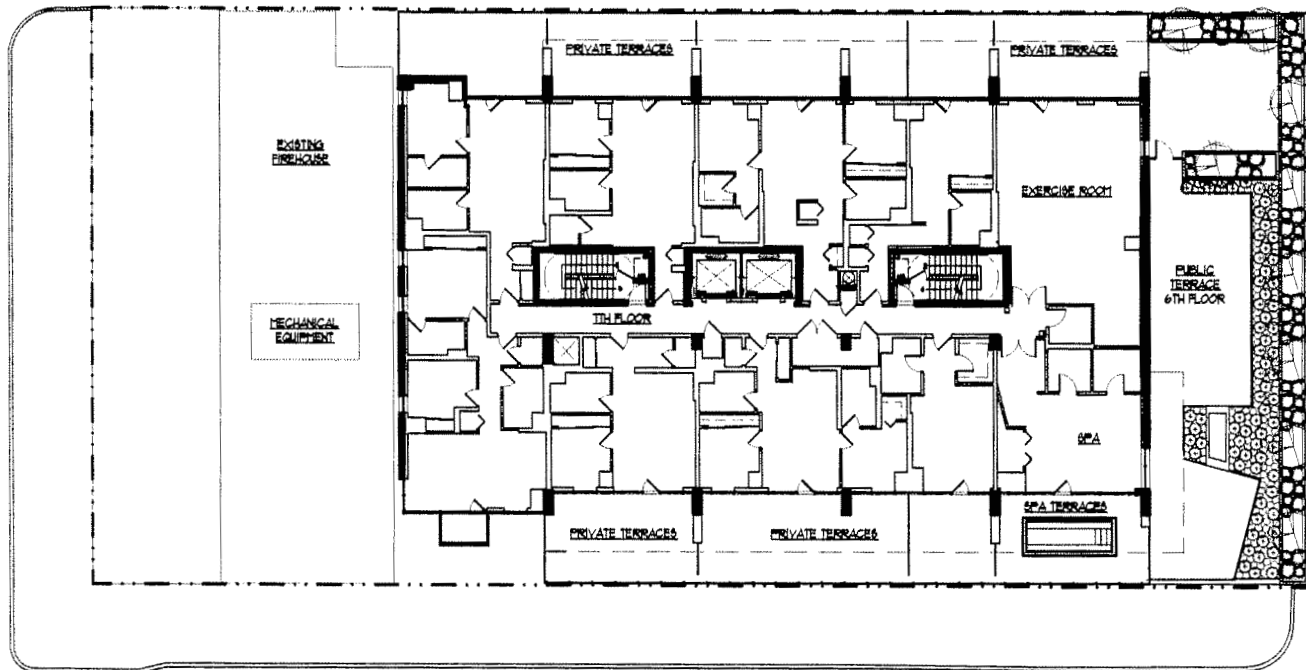 PRIVATE TERRACES
PRIVATE TERRACES
EXISTING
FIREHOUSE
EXERCISE ROOM
PUBLIC
TERRACE
6TH FLOOR
7TH FLOOR
MECHANICAL
EQUIPMENT
SPA
SPA TERRACES
PRIVATE TERRACES
PRIVATE TERRACES